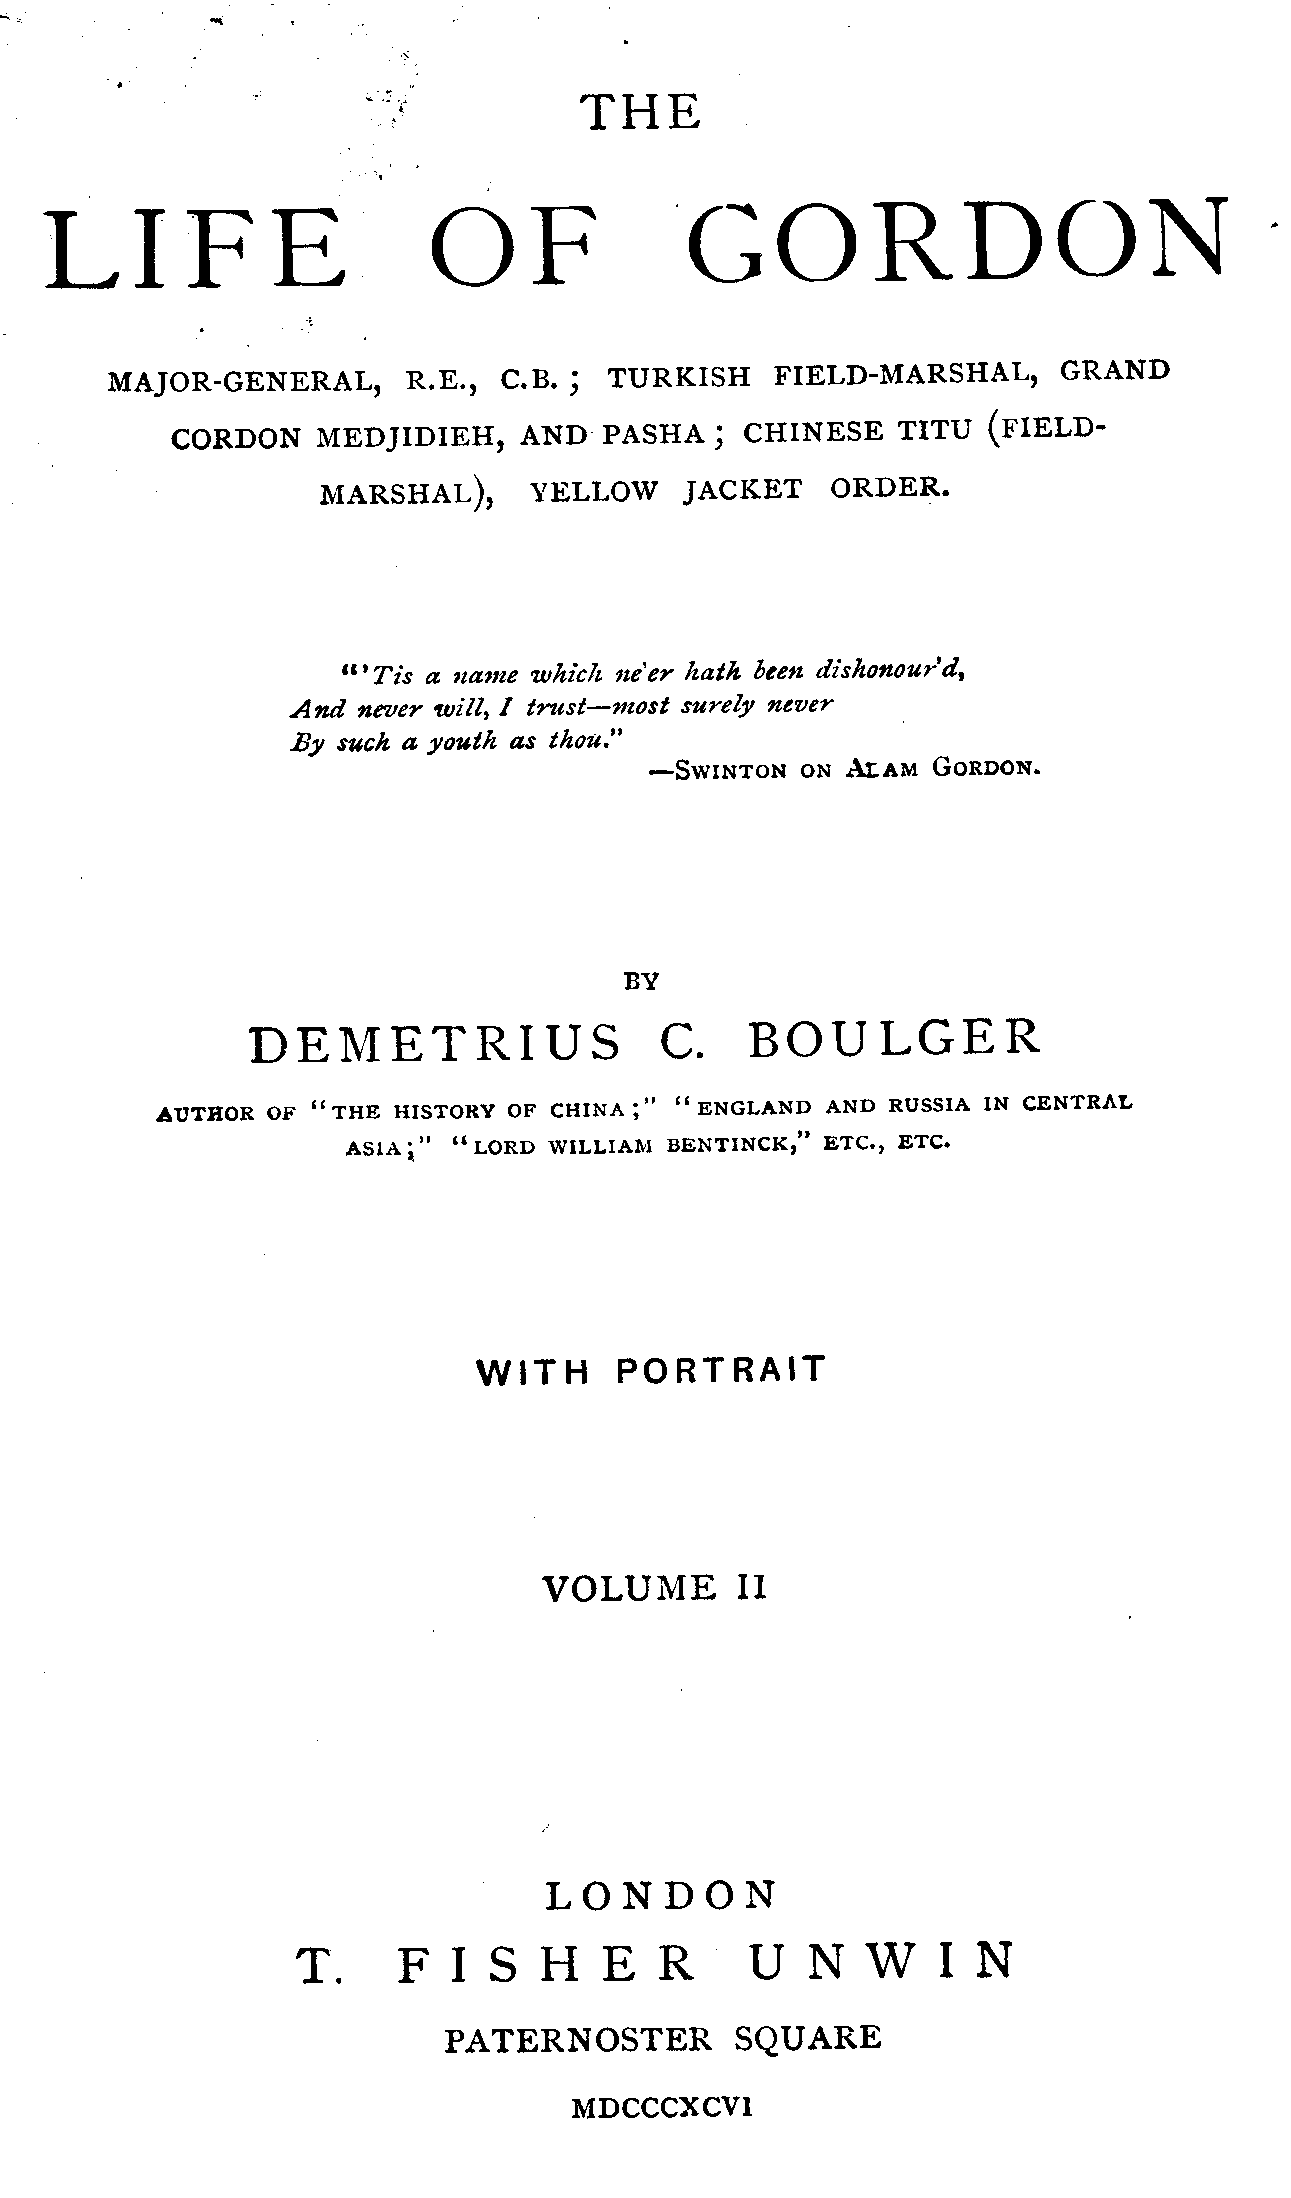 THE
LIFE OF GORDON
MAJOR-GENERAL, R.E., C.B.; TURKISH FIELD-MARSHAL, GRAND
CORDON MEDJIDIEH, AND PASHA; CHINESE TITU (FIELD-
MARSHAL), YELLOW JACKET ORDER.
"'Tis a name which ne'er hath been dishonour'd,
And never will, I trust—most surely never
By such a youth as thou."
—SWINTON ON ADAM GORDON.
BY
DEMETRIUS C. BOULGER
AUTHOR OF "THE HISTORY OF CHINA;" "ENGLAND AND RUSSIA IN CENTRAL
ASIA;" "LORD WILLIAM BENTINCK," ETC., ETC.
WITH PORTRAIT
VOLUME II
LONDON
T. FISHER UNWIN
PATERNOSTER SQUARE
MDCCCXCVI